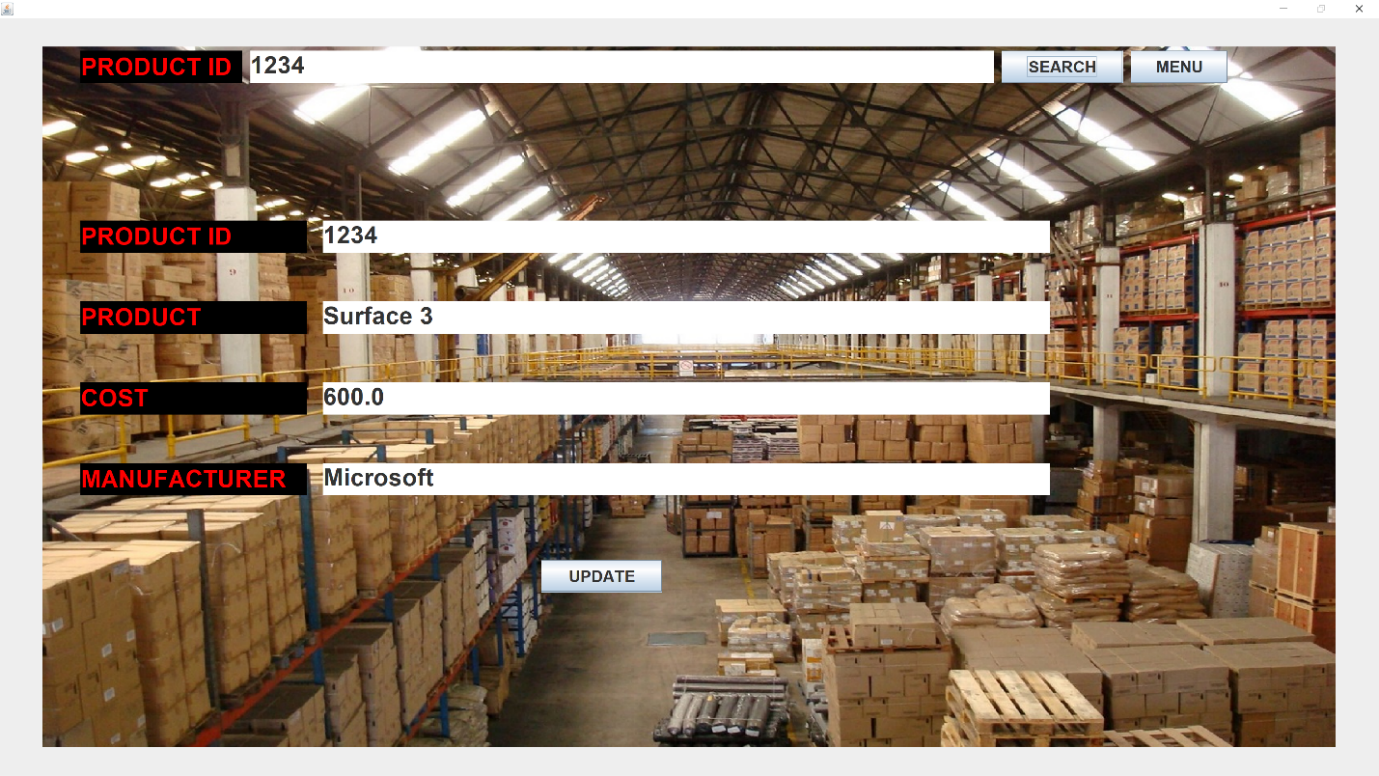 PRODUCT ID 1234 SEARCH MENU
PRODUCT ID 1234
PRODUCT Surface 3
COST 600.0
MANUFACTURER Microsoft
UPDATE